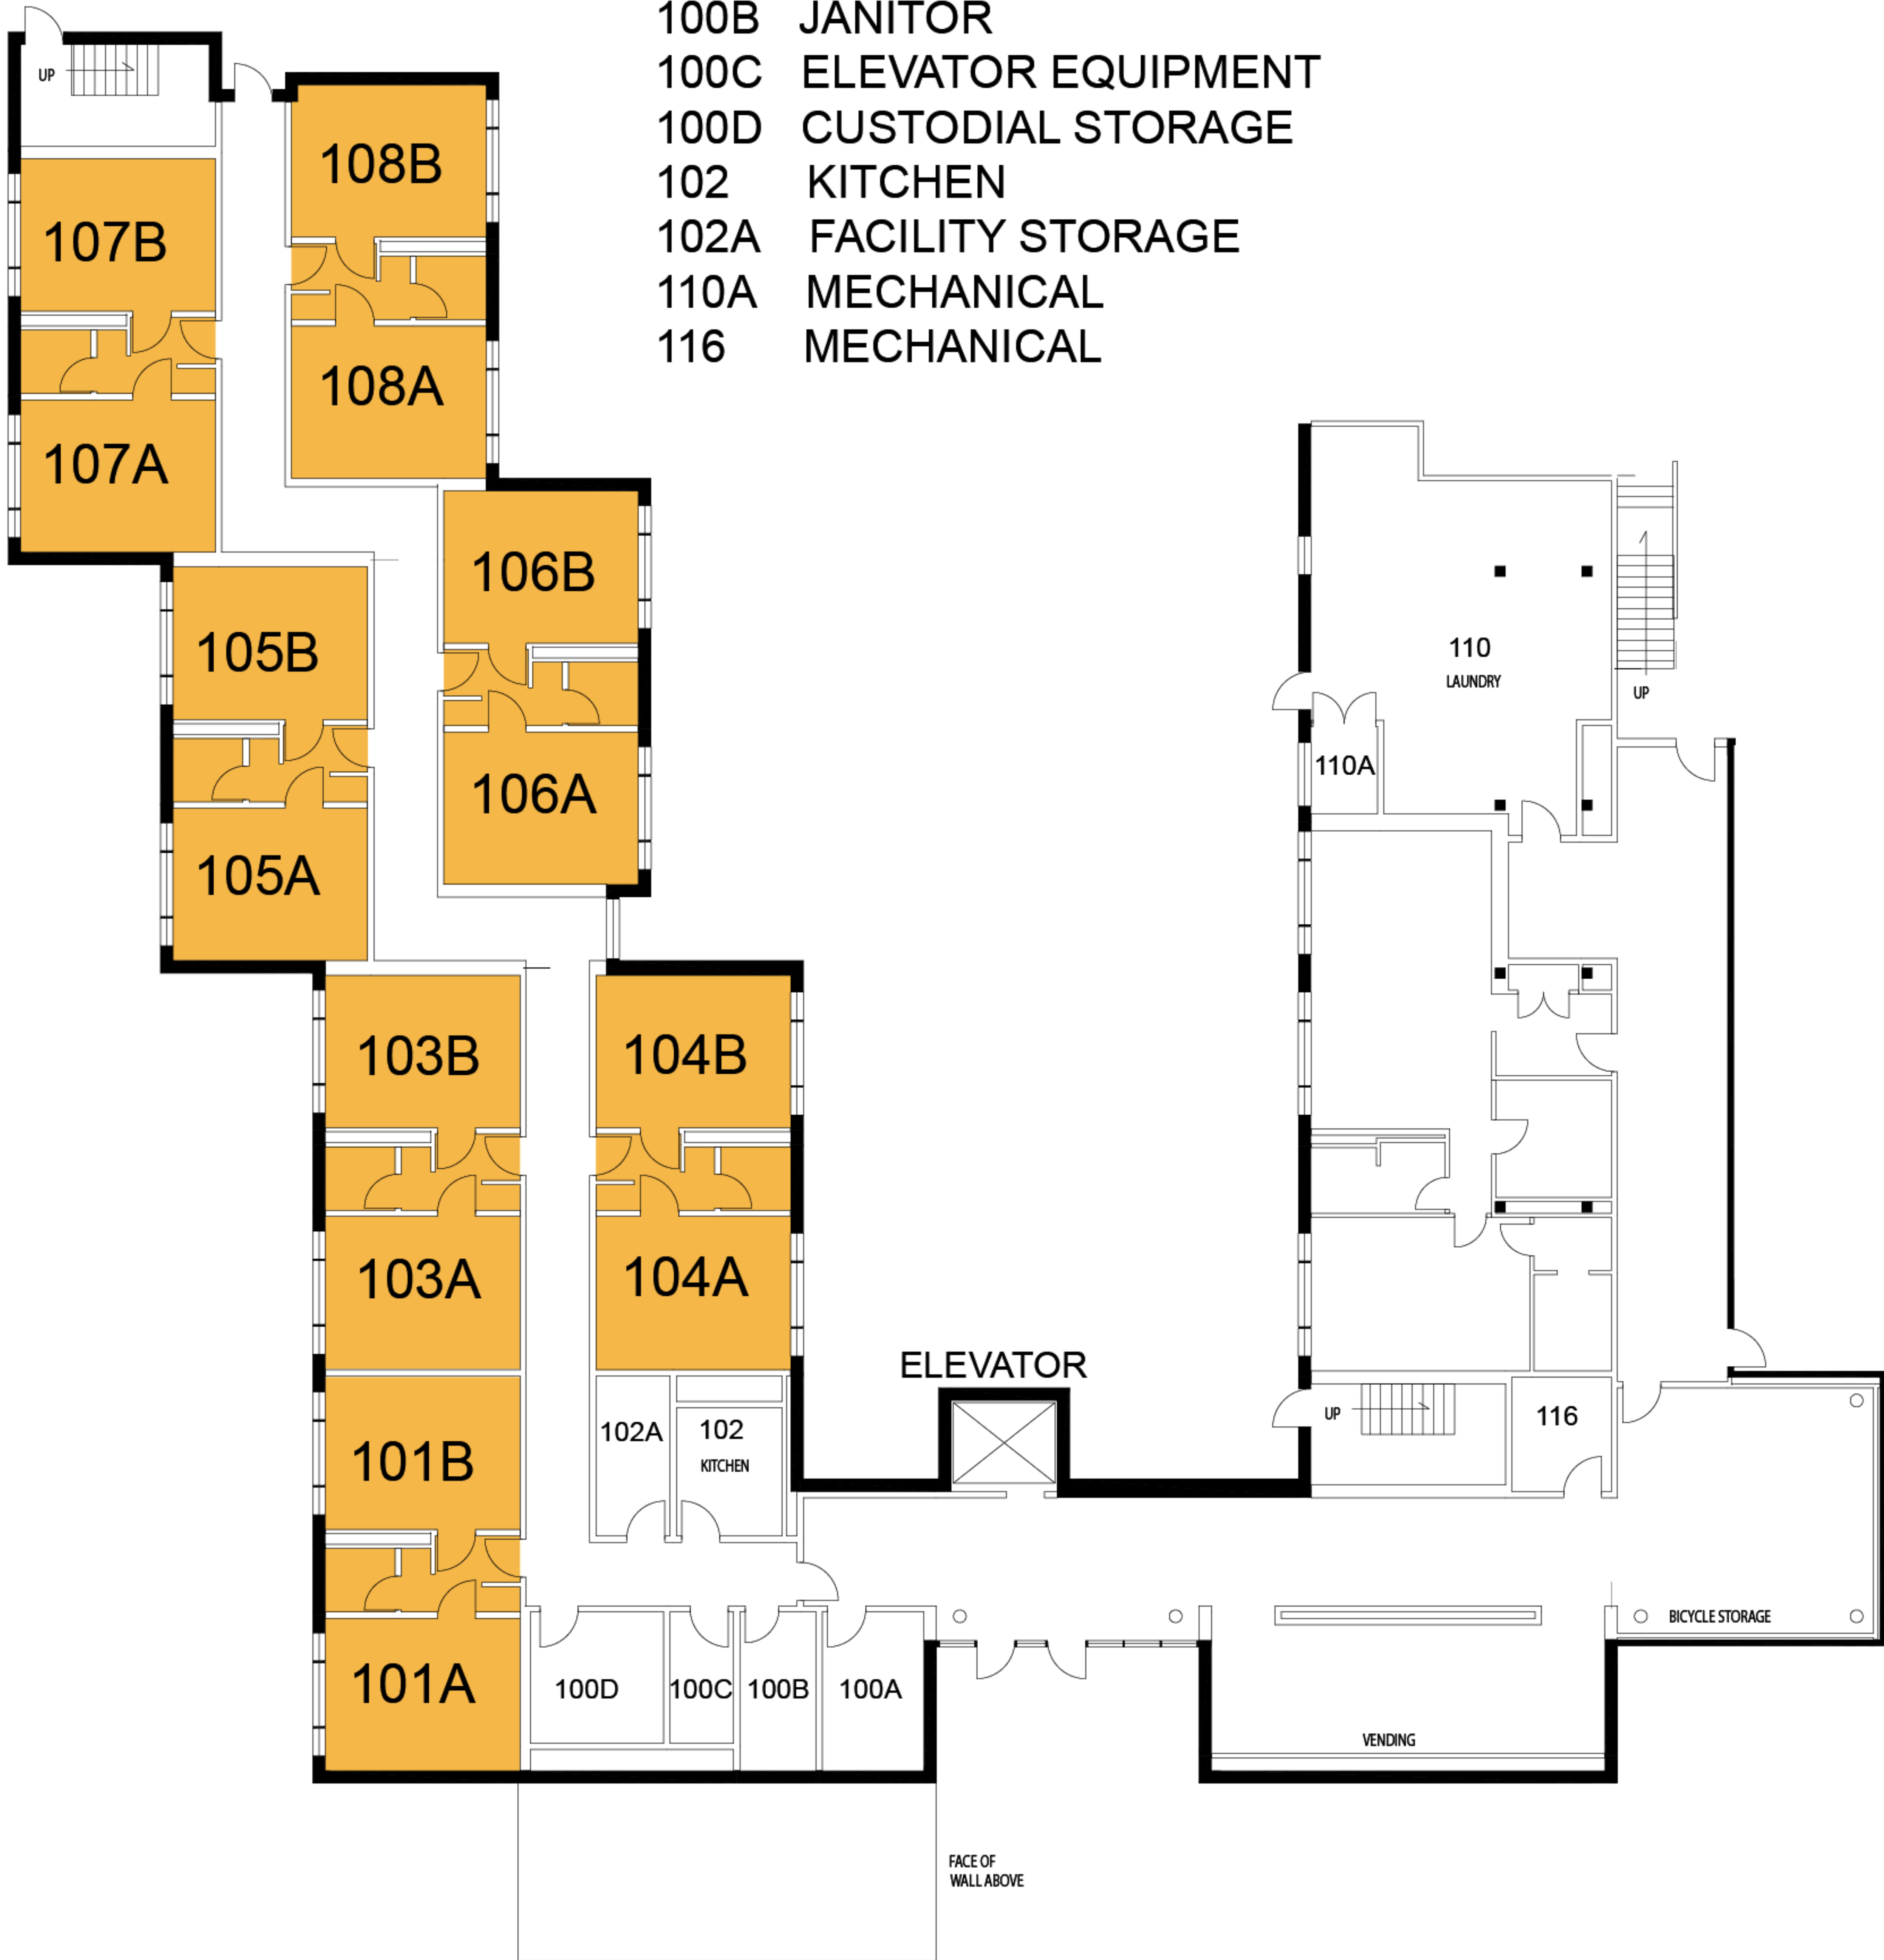 100B JANITOR
100C ELEVATOR EQUIPMENT
100D CUSTODIAL STORAGE
102 KITCHEN
102A FACILITY STORAGE
110A MECHANICAL
116 MECHANICAL
UP
108B
107B
108A
107A
106B
105B
110
LAUNDRY
UP
106A
110A
105A
103B
104B
103A
104A
ELEVATOR
101B
102A
102
KITCHEN
UP
116
BICYCLE STORAGE
101A
100D
100C
100B
100A
VENDING
FACE OF
WALL ABOVE